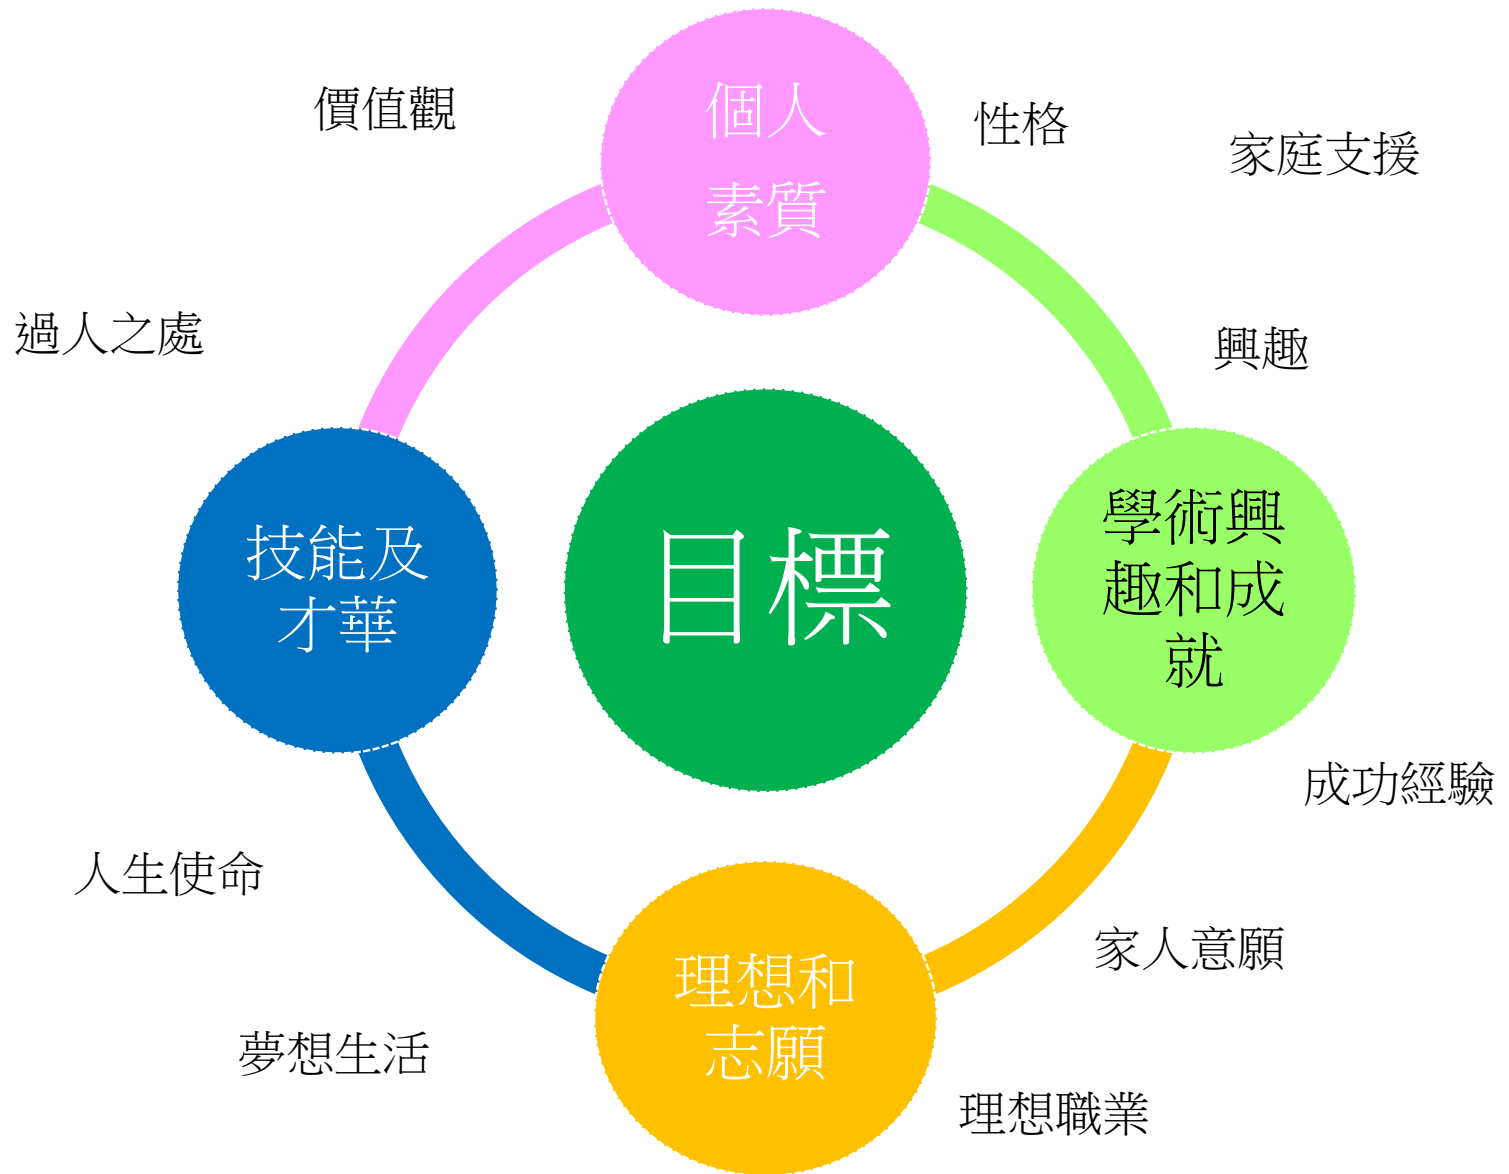 個人
素質
價值觀
性格
家庭支援
過人之處
興趣
技能及
才華
目標
學術興
趣和成
就
成功經驗
人生使命
家人意願
理想和
志願
夢想生活
理想職業